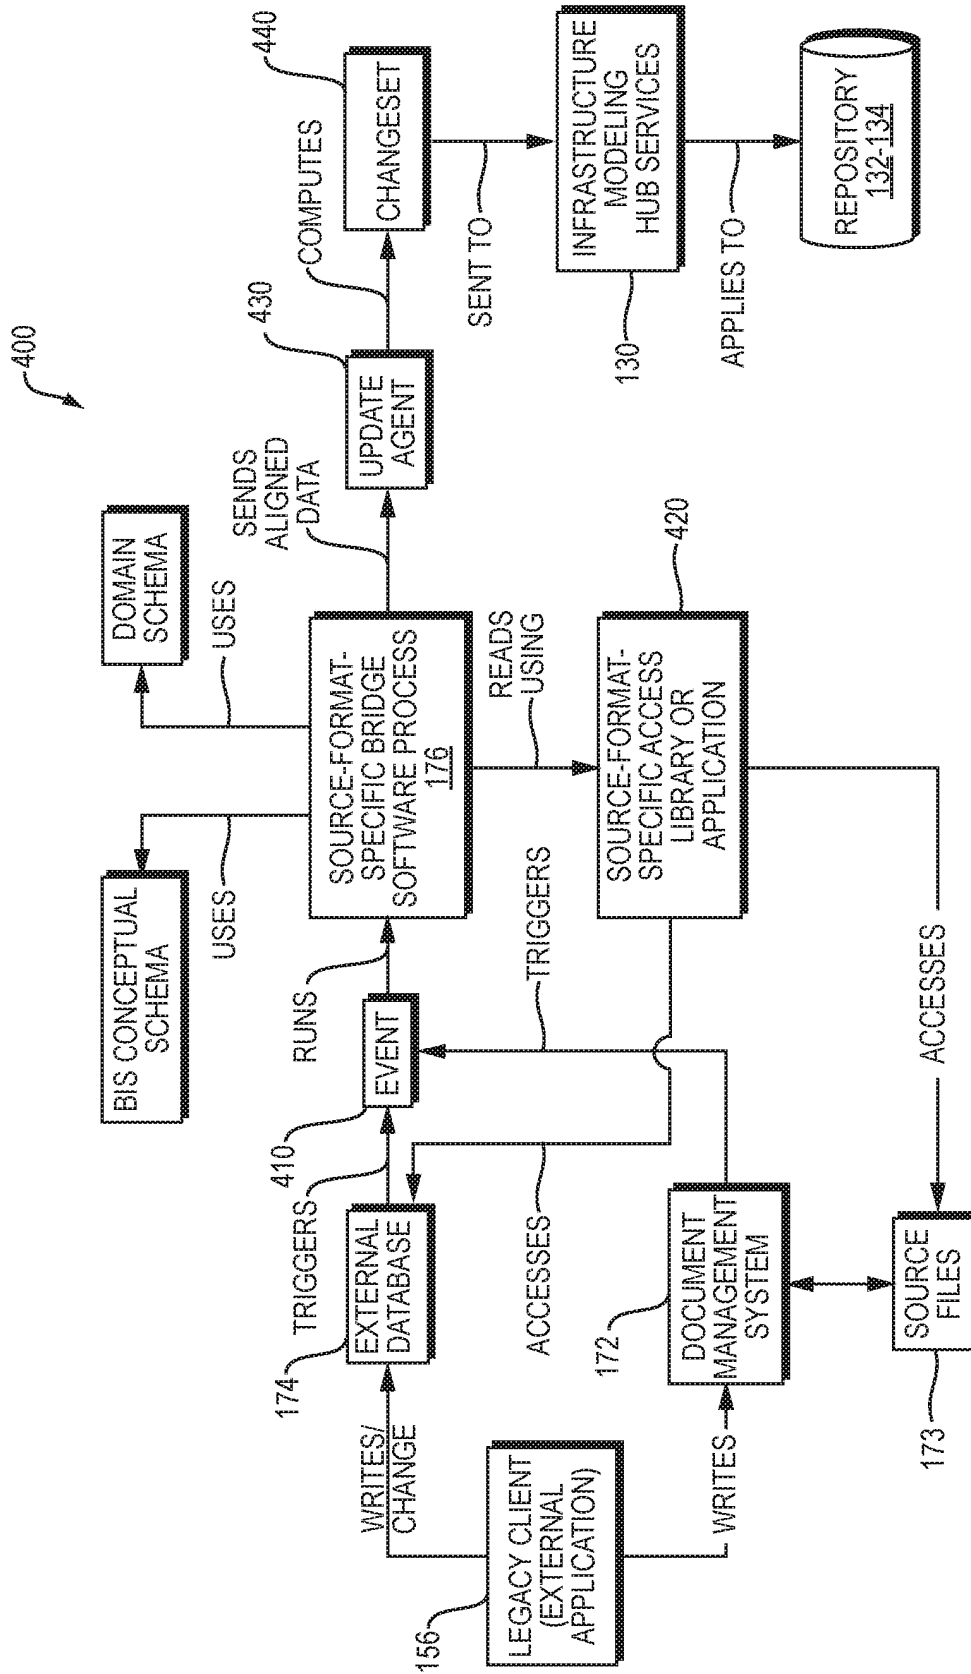 400
BIS CONCEPTUAL
SCHEMA
DOMAIN
SCHEMA
USES
USES
LEGACY CLIENT
(EXTERNAL
APPLICATION)
156
WRITES/
CHANGE
WRITES
174
EXTERNAL
DATABASE
TRIGGERS
410
EVENT
RUNS
SOURCE-FORMAT-
SPECIFIC BRIDGE
SOFTWARE PROCESS
176
SENDS
ALIGNED
DATA
430
UPDATE
AGENT
COMPUTES
440
CHANGESET
SENT TO
INFRASTRUCTURE
MODELING
HUB SERVICES
130
APPLIES TO
REPOSITORY
132-134
READS
USING
420
SOURCE-FORMAT-
SPECIFIC ACCESS
LIBRARY OR
APPLICATION
TRIGGERS
ACCESSES
172
DOCUMENT
MANAGEMENT
SYSTEM
ACCESSES
SOURCE
FILES
173